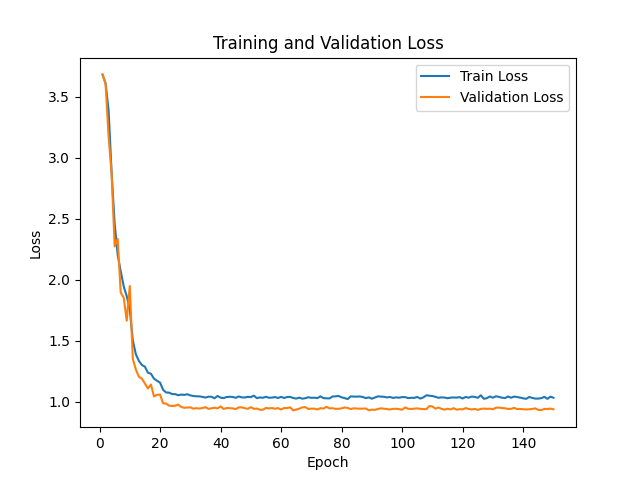 Training and Validation Loss
Train Loss
Validation Loss
3.5
3.0
2.5
2.0
1.5
1.0
Loss
0 20 40 60 80 100 120 140
Epoch